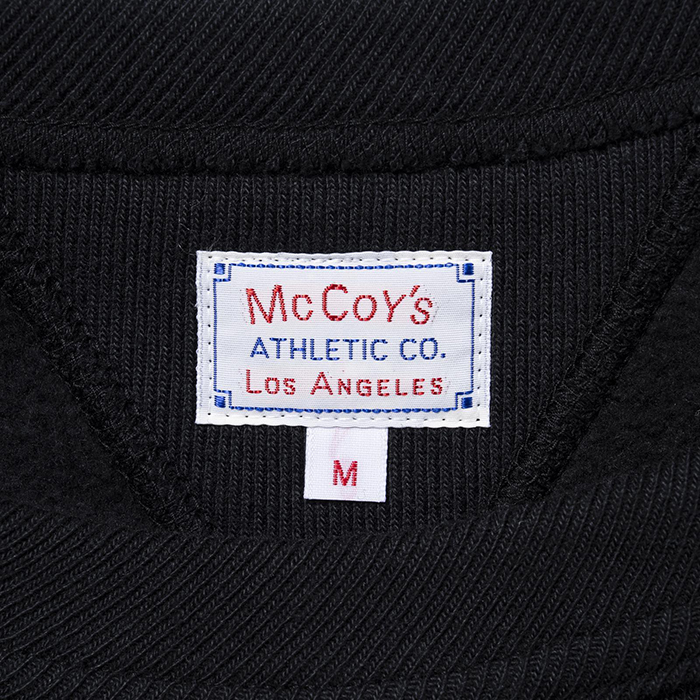 McCoy's
ATHLETIC CO.
Los Angeles
M